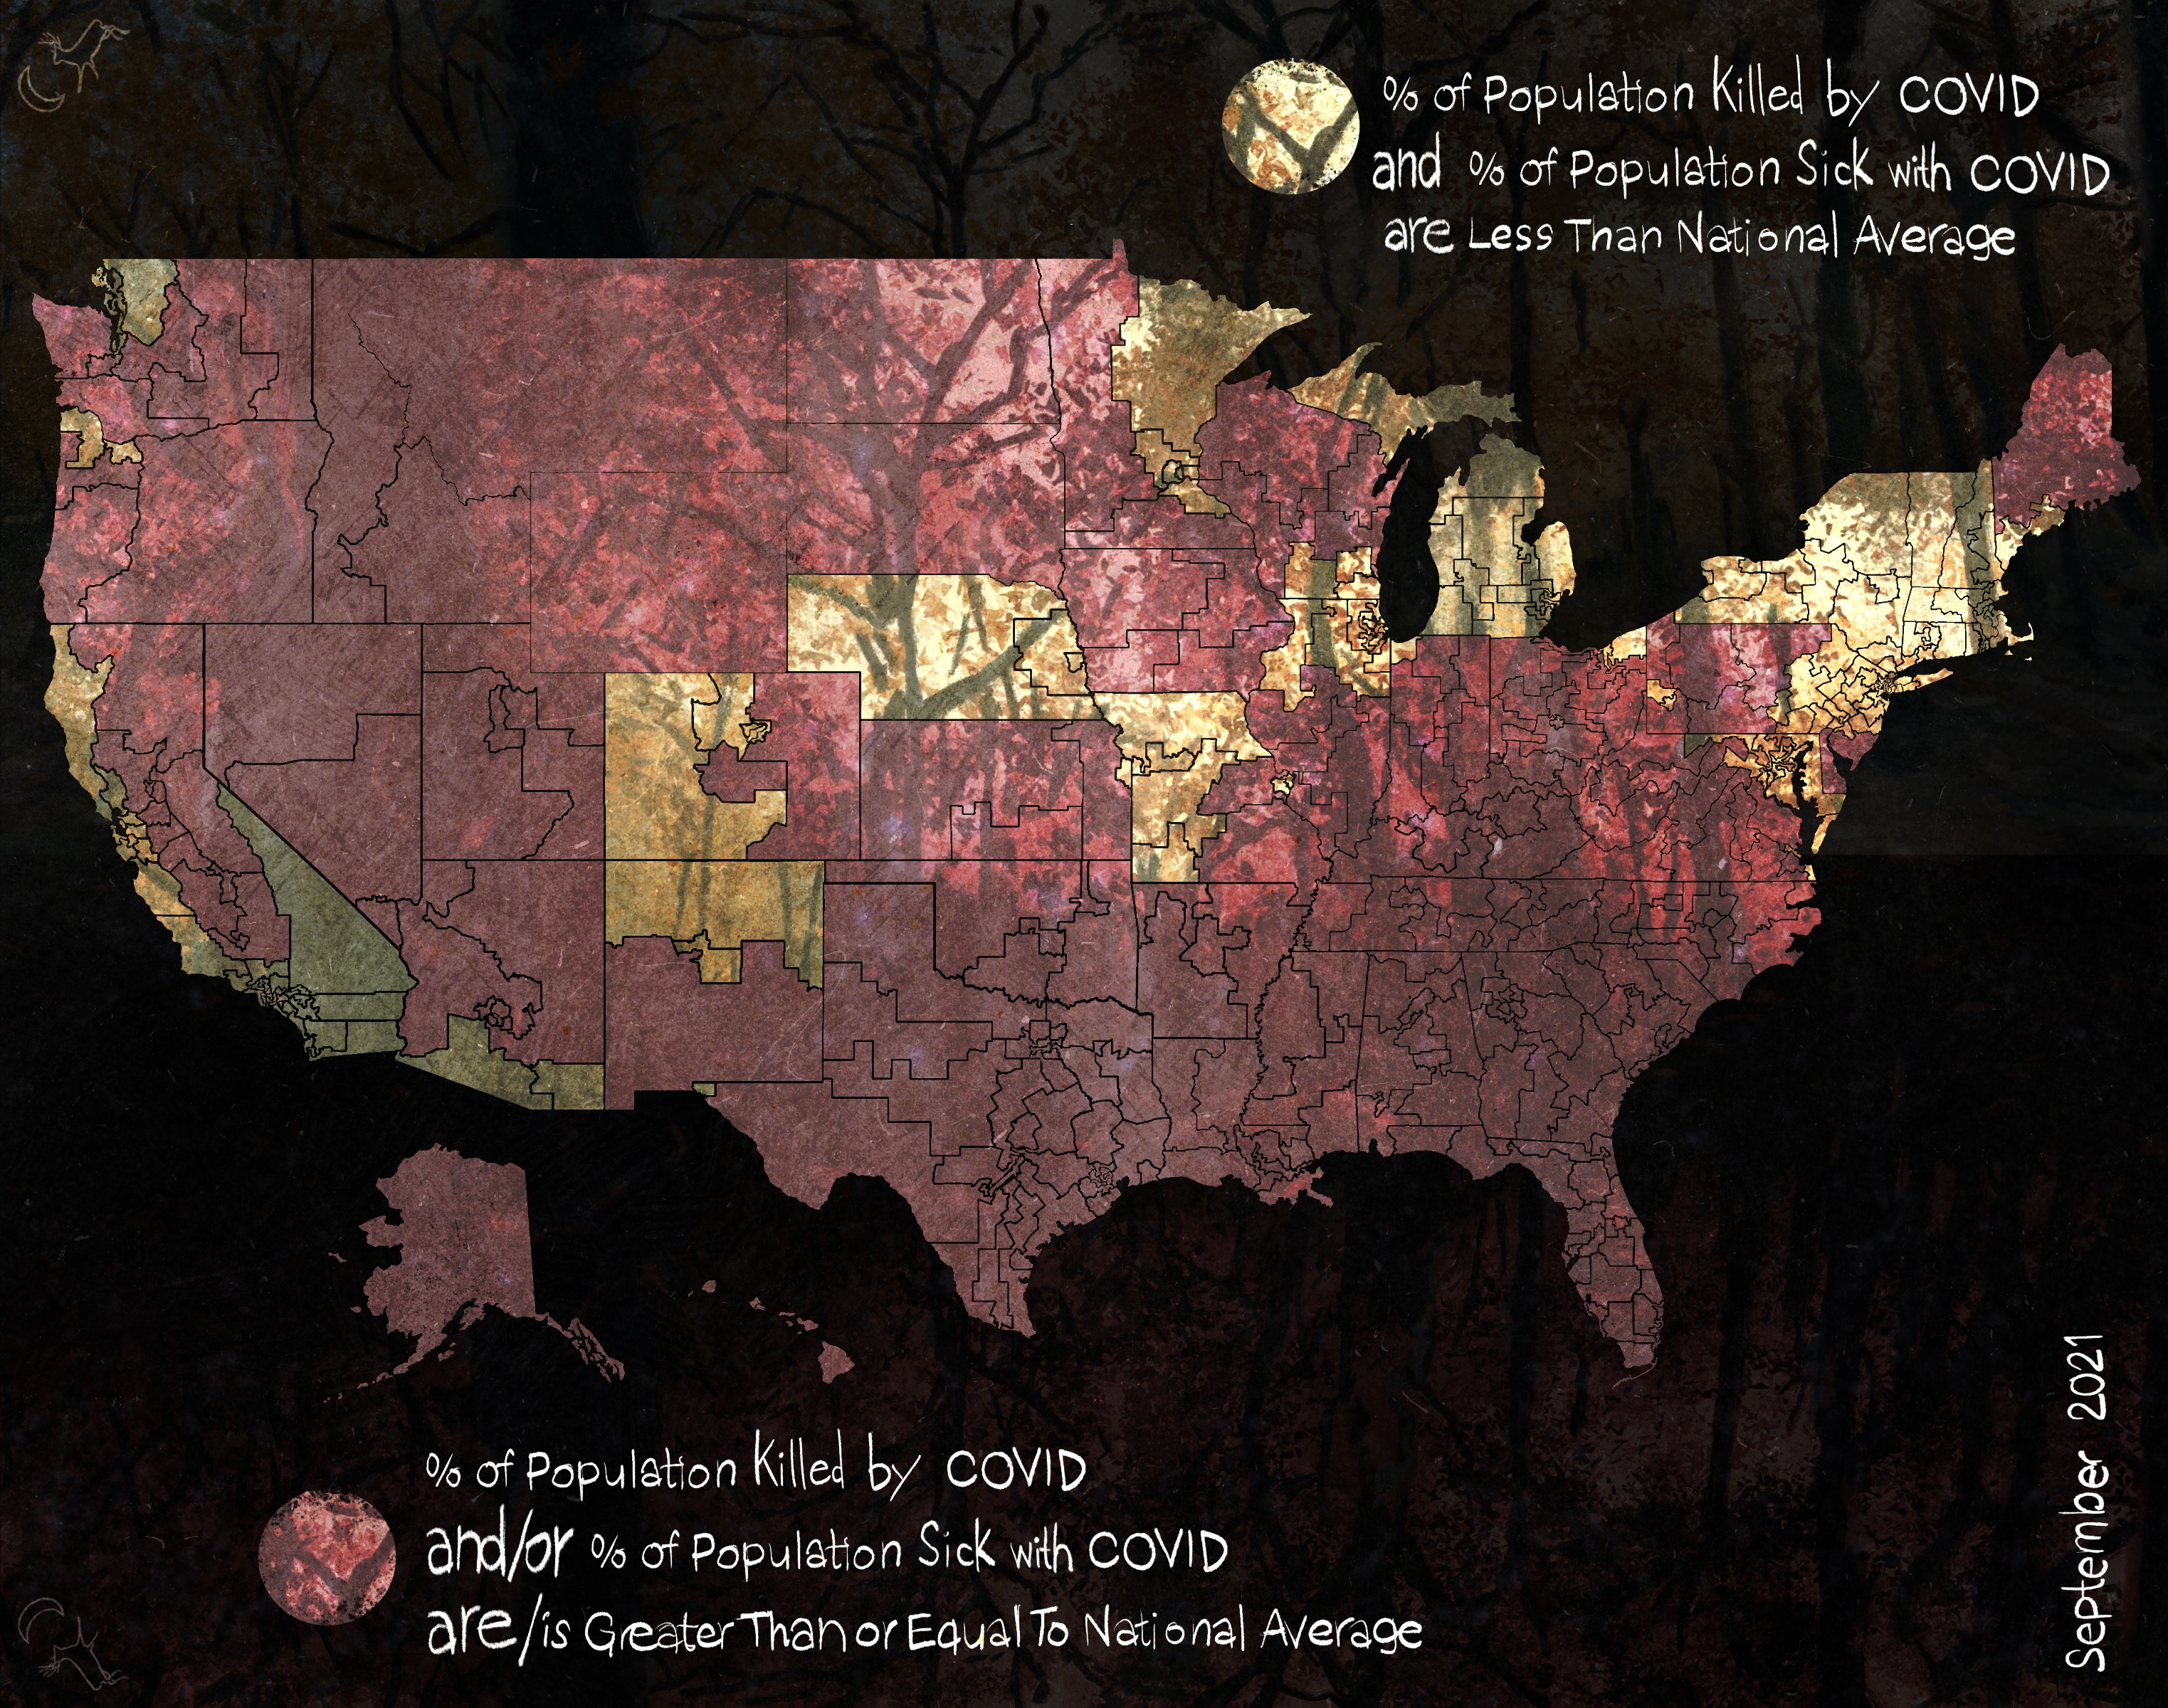 % of Population Killed by COVID
and % of Population Sick with COVID
are Less Than National Average
% of Population Killed by COVID
and/or % of Population Sick with COVID
are/is Greater Than or Equal To National Average
September 2021